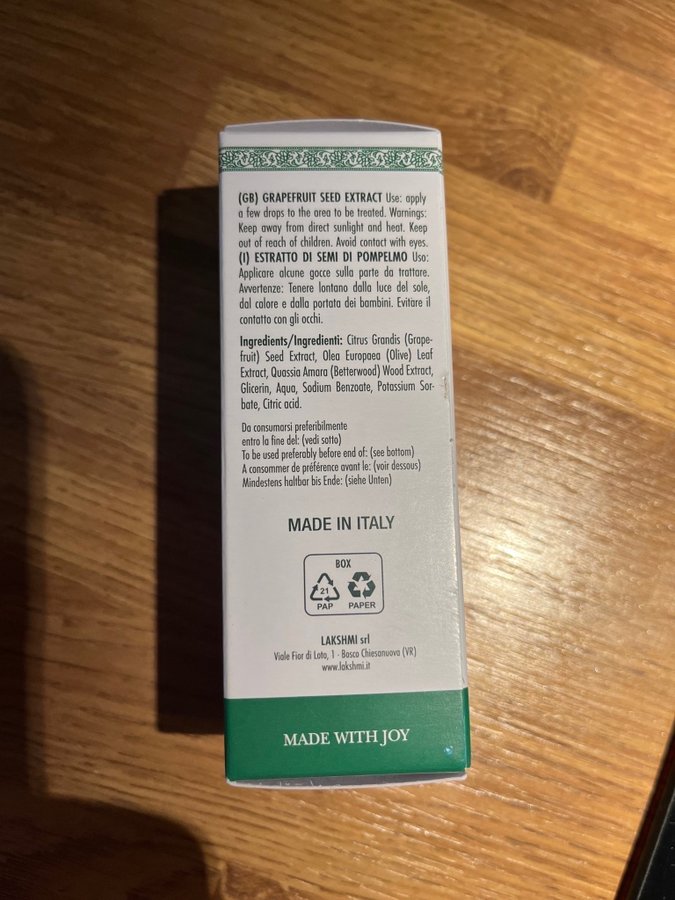 (GB) GRAPEFRUIT SEED EXTRACT Use: apply
a few drops to the area to be treated. Warnings:
Keep away from direct sunlight and heat. Keep
out of reach of children. Avoid contact with eyes.
(I) ESTRATTO DI SEMI DI POMPELMO Uso:
Applicare alcune gocce sulla parte da trattare.
Avvertenze: Tenere lontano dalla luce del sole,
dal calore e dalla portata dei bambini. Evitare il
contatto con gli occhi.
Ingredients/Ingredienti: Citrus Grandis (Grape-
fruit) Seed Extract, Olea Europaea (Olive) Leaf
Extract, Quassia Amara (Betterwood) Wood Extract,
Glicerin, Aqua, Sodium Benzoate, Potassium Sor-
bate, Citric acid.
Da consumarsi preferibilmente
entro la fine del: (vedi sotto)
To be used preferably before end of: (see bottom)
A consommer de préférence avant le: (voir dessous)
Mindestens haltbar bis Ende: (siehe Unten)
MADE IN ITALY
BOX
21
PAP PAPER
LAKSHMI srl
Viale Fior di Loto, 1 - Bosco Chiesanuova (VR)
www.lakshmi.it
MADE WITH JOY